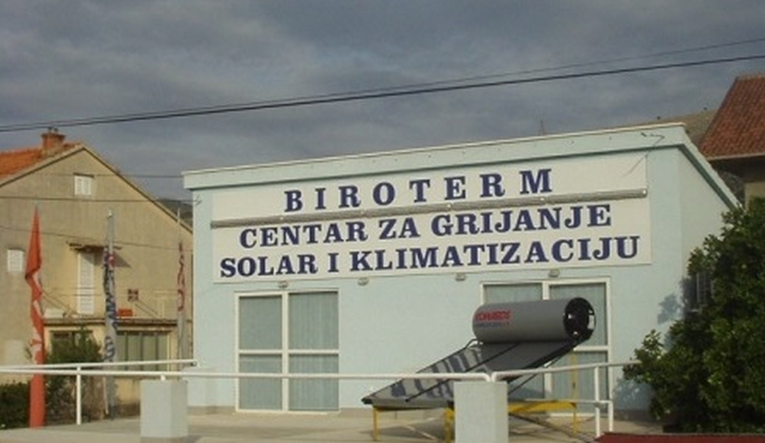 BIROTERM
CENTAR ZA GRIJANJE
SOLAR I KLIMATIZACIJU